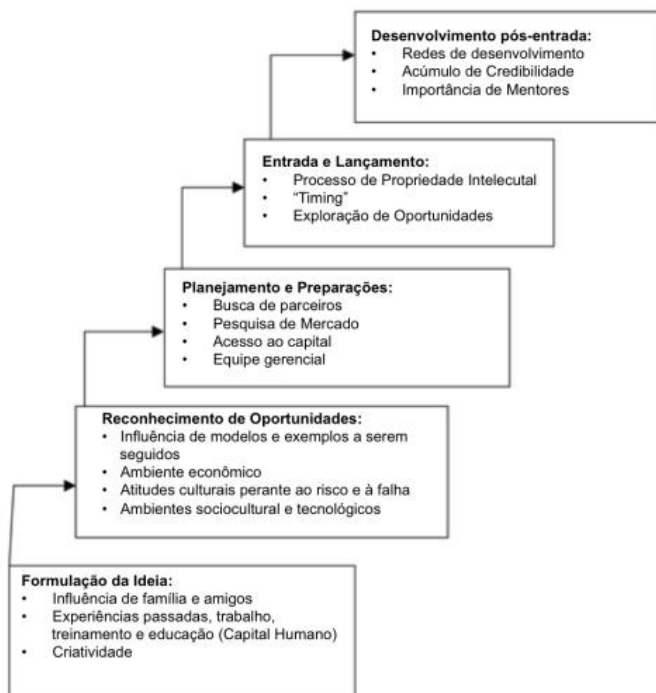 Desenvolvimento pós-entrada:
• Redes de desenvolvimento
• Acúmulo de Credibilidade
• Importância de Mentores
Entrada e Lançamento:
• Processo de Propriedade Intelecutal
• “Timing”
• Exploração de Oportunidades
Planejamento e Preparações:
• Busca de parceiros
• Pesquisa de Mercado
• Acesso ao capital
• Equipe gerencial
Reconhecimento de Oportunidades:
• Influência de modelos e exemplos a serem
seguidos
• Ambiente econômico
• Atitudes culturais perante ao risco e à falha
• Ambientes sociocultural e tecnológicos
Formulação da Ideia:
• Influência de família e amigos
• Experiências passadas, trabalho,
treinamento e educação (Capital Humano)
• Criatividade